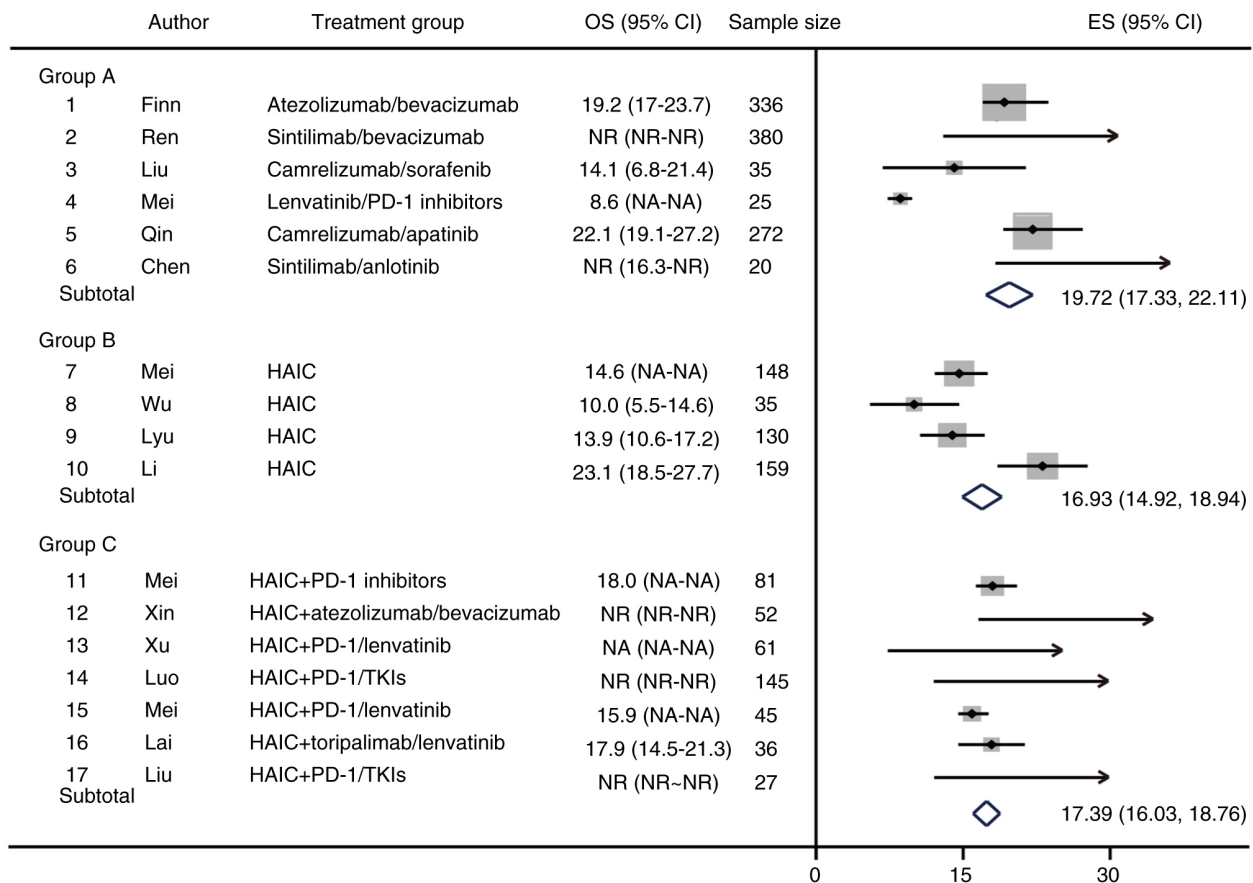 Author Treatment group OS (95% CI) Sample size ES (95% CI)
Group A
1 Finn Atezolizumab/bevacizumab 19.2 (17-23.7) 336
2 Ren Sintilimab/bevacizumab NR (NR-NR) 380
3 Liu Camrelizumab/sorafenib 14.1 (6.8-21.4) 35
4 Mei Lenvatinib/PD-1 inhibitors 8.6 (NA-NA) 25
5 Qin Camrelizumab/apatinib 22.1 (19.1-27.2) 272
6 Chen Sintilimab/anlotinib NR (16.3-NR) 20
Subtotal 19.72 (17.33, 22.11)
Group B
7 Mei HAIC 14.6 (NA-NA) 148
8 Wu HAIC 10.0 (5.5-14.6) 35
9 Lyu HAIC 13.9 (10.6-17.2) 130
10 Li HAIC 23.1 (18.5-27.7) 159
Subtotal 16.93 (14.92, 18.94)
Group C
11 Mei HAIC+PD-1 inhibitors 18.0 (NA-NA) 81
12 Xin HAIC+atezolizumab/bevacizumab NR (NR-NR) 52
13 Xu HAIC+PD-1/lenvatinib NA (NA-NA) 61
14 Luo HAIC+PD-1/TKIs NR (NR-NR) 145
15 Mei HAIC+PD-1/lenvatinib 15.9 (NA-NA) 45
16 Lai HAIC+toripalimab/lenvatinib 17.9 (14.5-21.3) 36
17 Liu HAIC+PD-1/TKIs NR (NR~NR) 27
Subtotal 17.39 (16.03, 18.76)
0 15 30